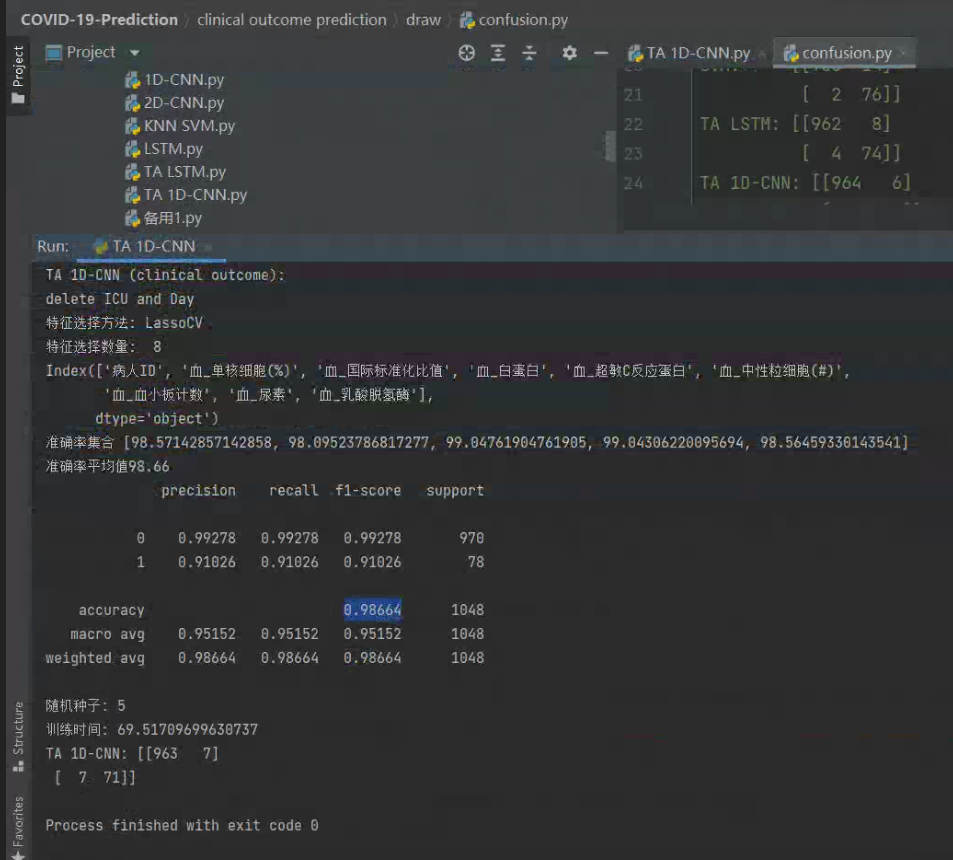 COVID-19-Prediction 〉 clinical outcome prediction 〉 draw 〉 confusion.py
Project
Project
TA 1D-CNN.py ×
confusion.py ×
1D-CNN.py
2D-CNN.py
KNN SVM.py
LSTM.py
TA LSTM.py
TA 1D-CNN.py
备用1.py
21 [ 2 76]]
22 TA LSTM: [[962 8]
23 [ 4 74]]
24 TA 1D-CNN: [[964 6]
Run: TA 1D-CNN ×
TA 1D-CNN (clinical outcome):
delete ICU and Day
特征选择方法: LassoCV
特征选择数量: 8
Index(['病人ID', '血_单核细胞(%)', '血_国际标准化比值', '血_白蛋白', '血_超敏C反应蛋白', '血_中性粒细胞(#)',
'血_血小板计数', '血_尿素', '血_乳酸脱氢酶'],
dtype='object')
准确率集合 [98.57142857142858, 98.09523786817277, 99.04761904761905, 99.04306220095694, 98.56459330143541]
准确率平均值98.66
precision recall f1-score support
0 0.99278 0.99278 0.99278 970
1 0.91026 0.91026 0.91026 78
accuracy 0.98664 1048
macro avg 0.95152 0.95152 0.95152 1048
weighted avg 0.98664 0.98664 0.98664 1048
随机种子: 5
训练时间: 69.51709699630737
TA 1D-CNN: [[963 7]
[ 7 71]]
Process finished with exit code 0
Structure
Favorites